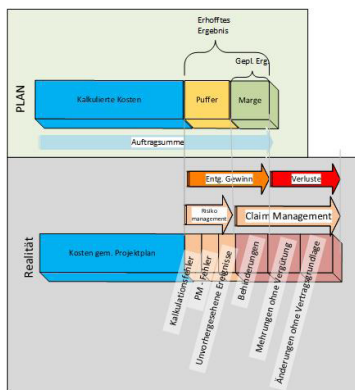 Erhofftes
Ergebnis
Gepl. Erg.
PLAN
Kalkulierte Kosten
Puffer
Marge
Auftragsumme
Entg. Gewinn
Verluste
Risiko
management
Claim Management
Realität
Kosten gem. Projektplan
Kalkulationsfehler
PM - Fehler
Unvorhergesehene Ereignisse
Behinderungen
Mehrungen ohne Vergütung
Änderungen ohne Vertragsgrundlage